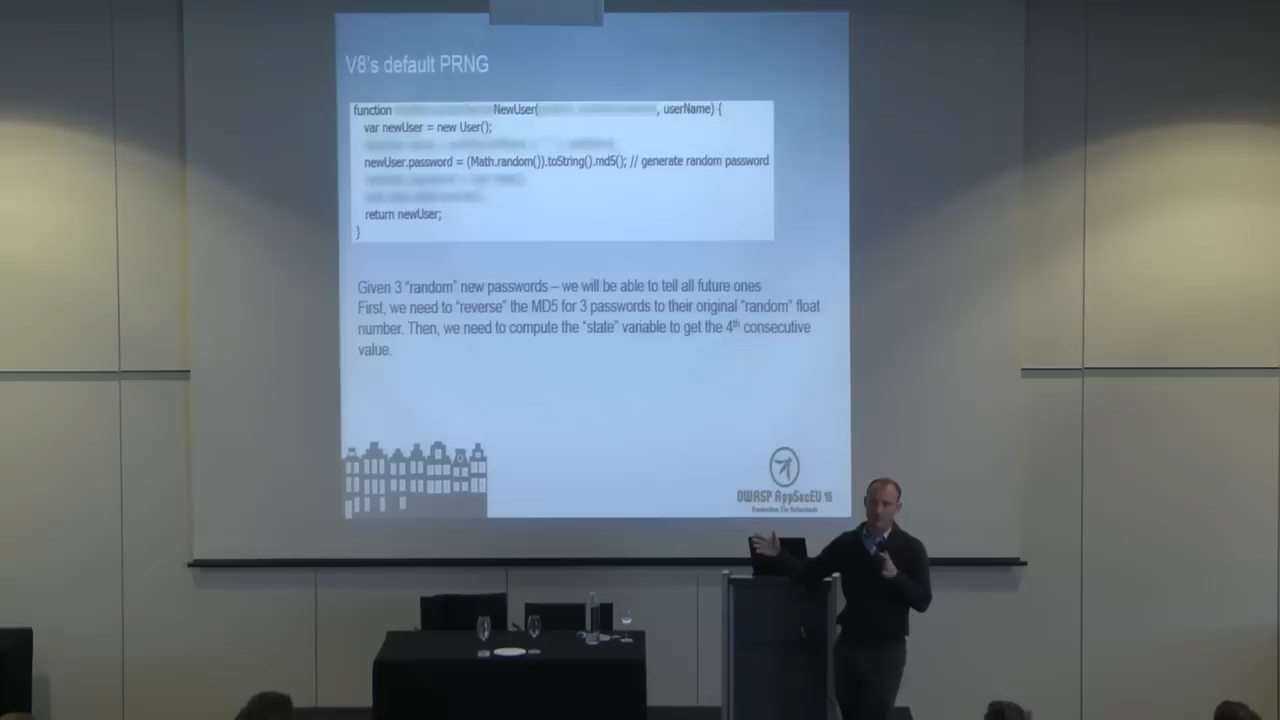 V8's default PRNG
function NewUser( , userName) {
var newUser = new User();
newUser.password = (Math.random()).toString().md5(); // generate random password
return newUser;
}
Given 3 "random" new passwords – we will be able to tell all future ones
First, we need to "reverse" the MD5 for 3 passwords to their original "random" float
number. Then, we need to compute the "state" variable to get the 4th consecutive
value.
OWASP AppSecEU 15
Amsterdam, The Netherlands